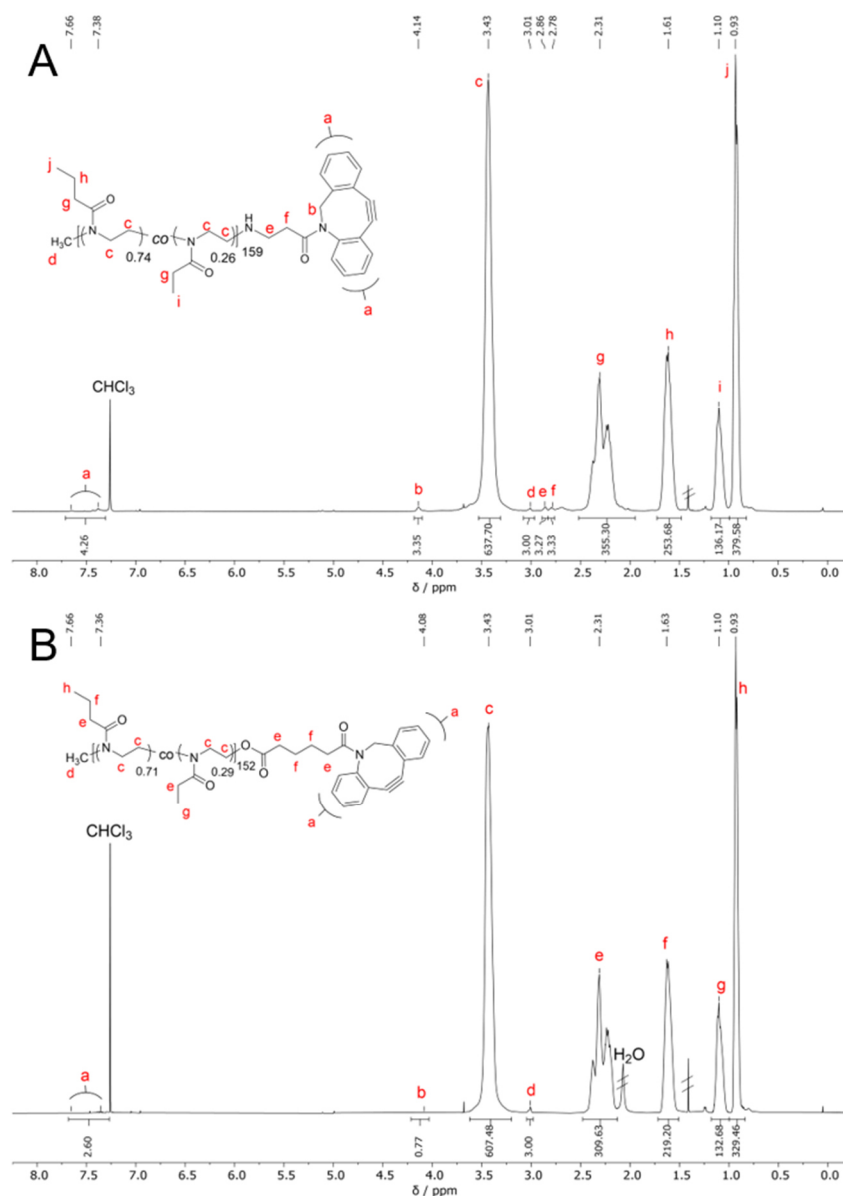 7.66 7.38 4.14 3.43 3.01 2.86 2.78 2.31 1.61 1.10 0.93
A
j
h
g
O
N
c
c
H₃C
d
c
0.74
co
c
c
N
g
O
i
0.26
159
H
N
e
f
O
b
N
a
a
CHCl₃
a
b
c
d
e
f
g
h
i
j
4.26 3.35 637.70 3.00 3.27 3.33 355.30 253.68 136.17 379.58
8.0 7.5 7.0 6.5 6.0 5.5 5.0 4.5 4.0 3.5 3.0 2.5 2.0 1.5 1.0 0.5 0.0
δ / ppm
7.66 7.36 4.08 3.43 3.01 2.31 1.63 1.10 0.93
B
h
f
e
O
N
c
H₃C
d
c
0.71
co
c
c
N
e
O
g
0.29
152
O
O
e
f
f
e
O
N
a
a
CHCl₃
a
b
c
d
e
H₂O
f
g
h
2.60 0.77 607.48 3.00 309.63 219.20 132.68 329.46
8.0 7.5 7.0 6.5 6.0 5.5 5.0 4.5 4.0 3.5 3.0 2.5 2.0 1.5 1.0 0.5 0.0
δ / ppm